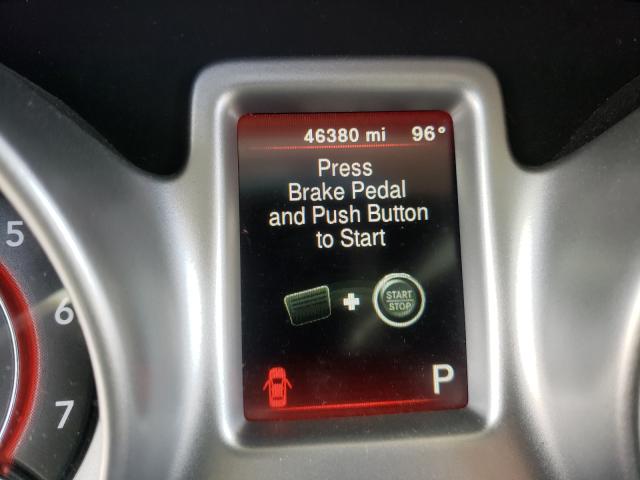 46380 mi 96°
Press
Brake Pedal
and Push Button
to Start
START
STOP
P
5
6
7